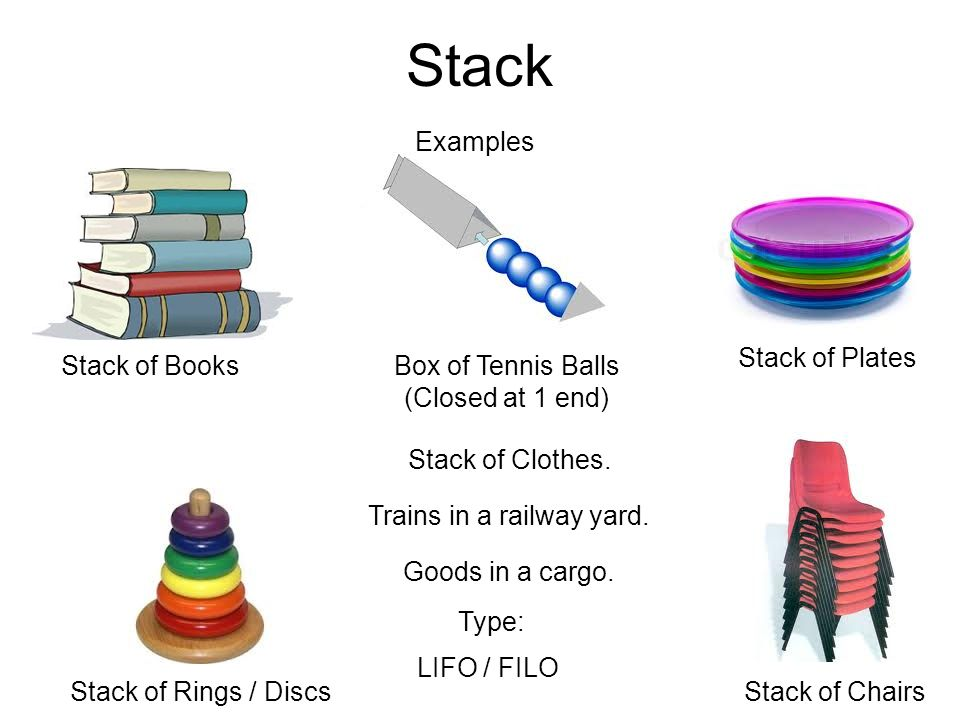 Stack
Examples
Stack of Books
Box of Tennis Balls
(Closed at 1 end)
Stack of Plates
Stack of Clothes.
Trains in a railway yard.
Goods in a cargo.
Type:
LIFO / FILO
Stack of Rings / Discs
Stack of Chairs